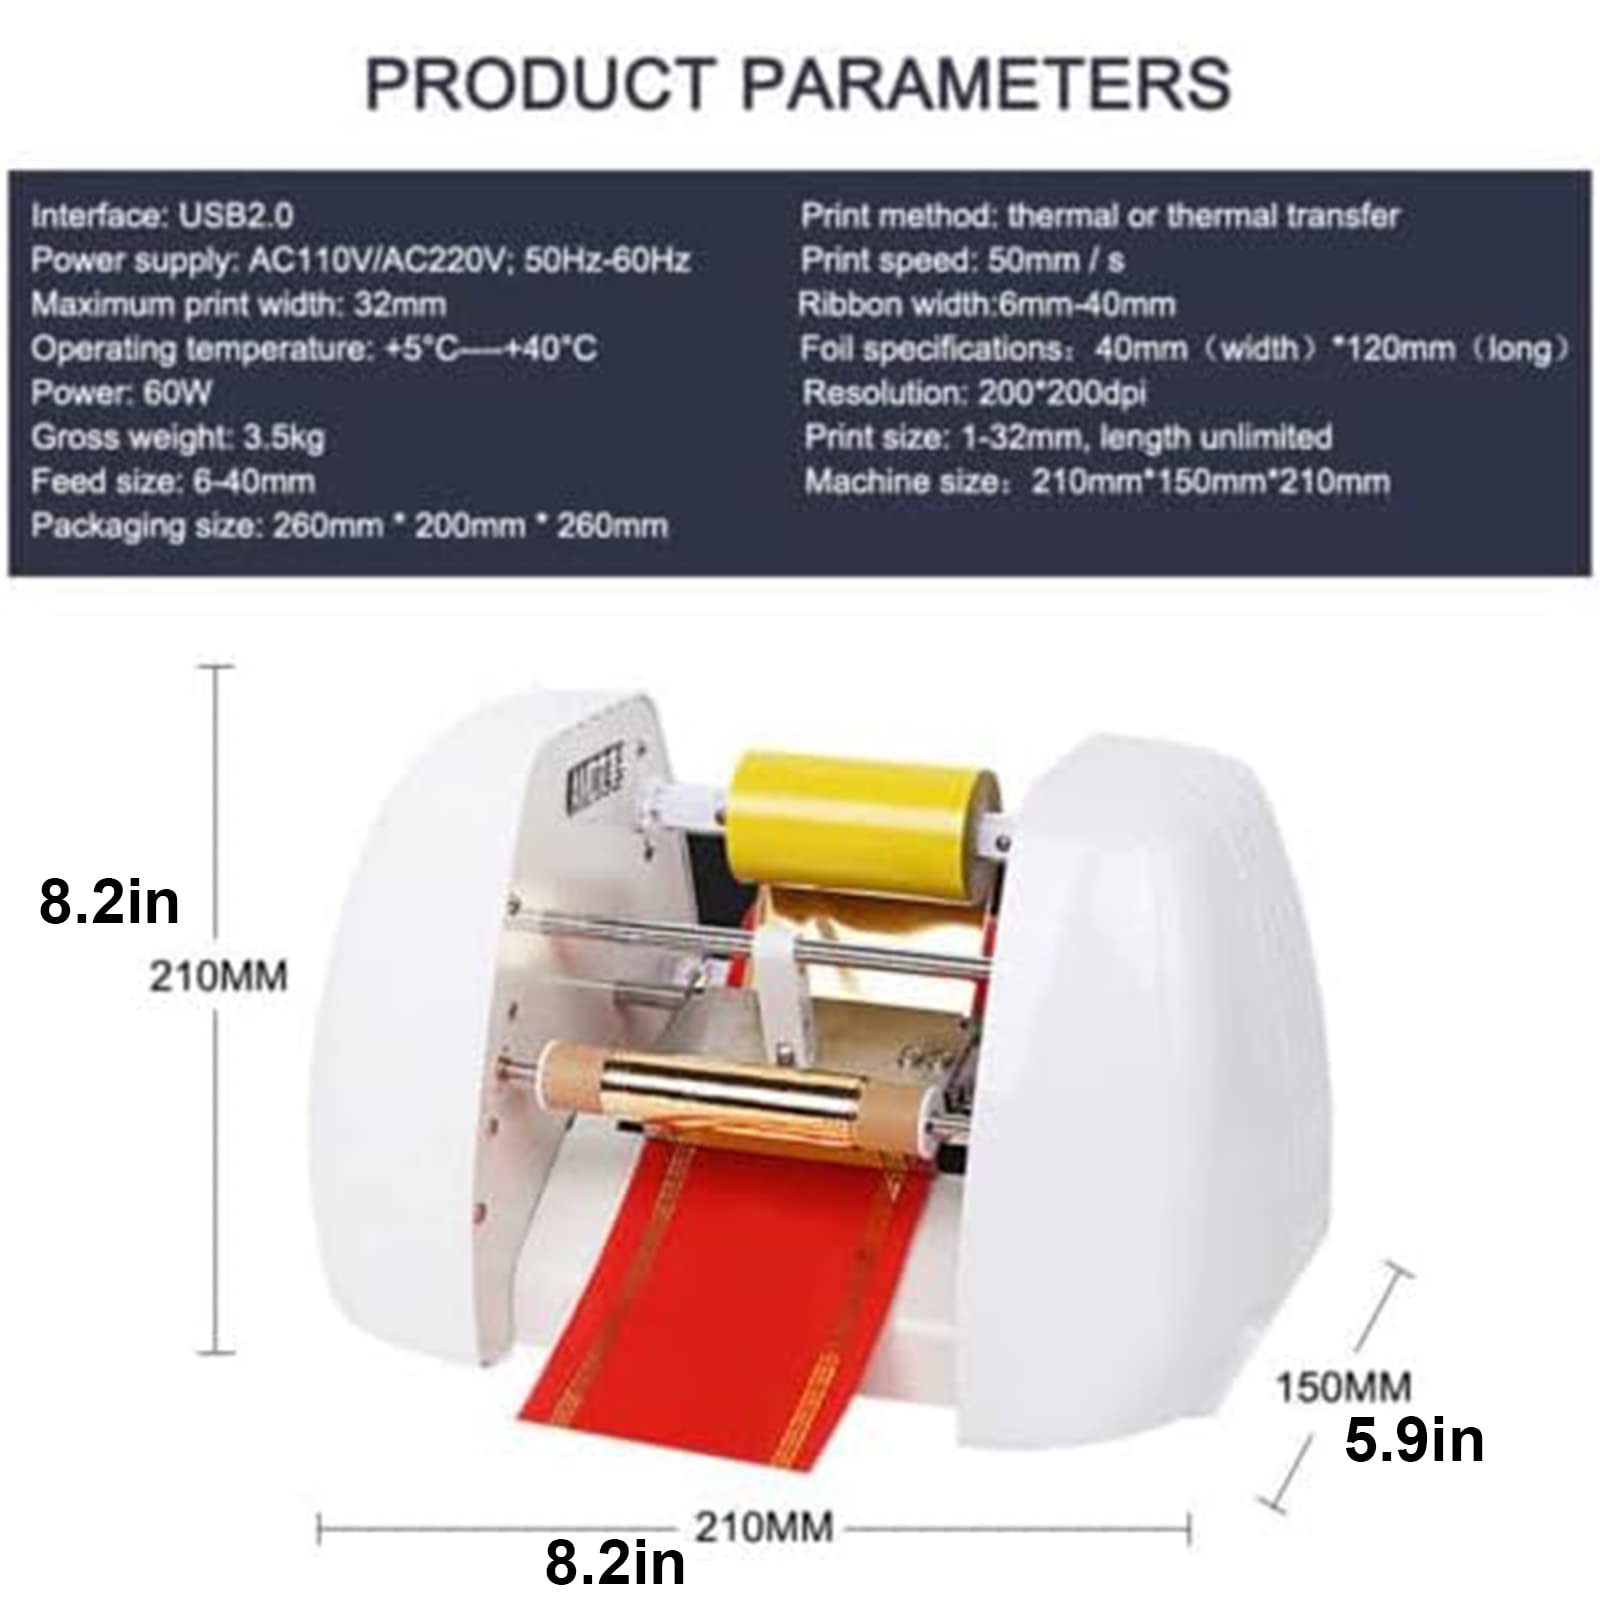 PRODUCT PARAMETERS
Interface: USB2.0
Power supply: AC110V/AC220V; 50Hz-60Hz
Maximum print width: 32mm
Operating temperature: +5°C—+40°C
Power: 60W
Gross weight: 3.5kg
Feed size: 6-40mm
Packaging size: 260mm * 200mm * 260mm
Print method: thermal or thermal transfer
Print speed: 50mm / s
Ribbon width:6mm-40mm
Foil specifications：40mm（width）*120mm（long）
Resolution: 200*200dpi
Print size: 1-32mm, length unlimited
Machine size：210mm*150mm*210mm
8.2in
210MM
150MM
5.9in
210MM
8.2in